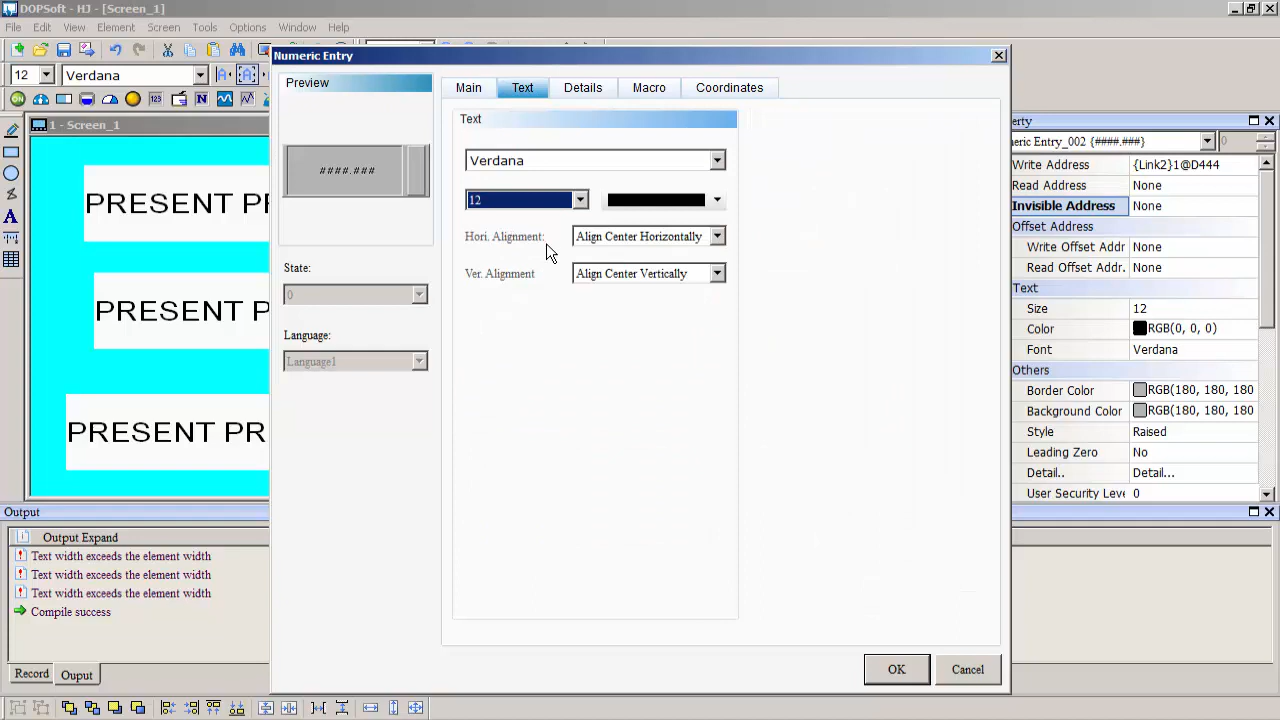 DOPSoft - HJ - [Screen_1]
File Edit View Element Screen Tools Options Window Help
12 Verdana
1 - Screen_1
PRESENT PR
PRESENT P
PRESENT PR
Numeric Entry
Preview
####.###
State:
0
Language:
Language1
Main Text Details Macro Coordinates
Text
Verdana
12
Hori. Alignment: Align Center Horizontally
Ver. Alignment Align Center Vertically
OK Cancel
erty
eric Entry_002 {####.###} 0
Write Address {Link2}1@D444
Read Address None
Invisible Address None
Offset Address
Write Offset Addr None
Read Offset Addr. None
Text
Size 12
Color RGB(0, 0, 0)
Font Verdana
Others
Border Color RGB(180, 180, 180
Background Color RGB(180, 180, 180
Style Raised
Leading Zero No
Detail.. Detail...
User Security Leve 0
Output
Output Expand
Text width exceeds the element width
Text width exceeds the element width
Text width exceeds the element width
Compile success
Record Ouput